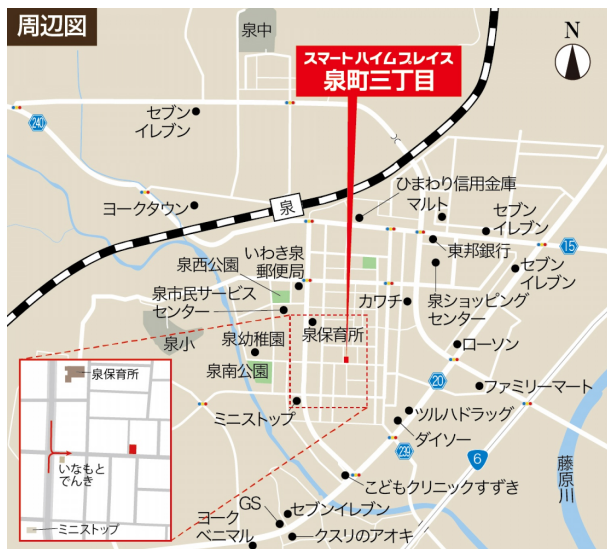 周辺図
泉中
N
スマートハイムプレイス
泉町三丁目
240
セブン
イレブン
ヨークタウン
泉
ひまわり信用金庫
マルト
セブン
イレブン
15
東邦銀行
いわき泉
郵便局
泉西公園
セブン
イレブン
泉市民サービス
センター
カワチ
泉ショッピング
センター
泉小
泉幼稚園
泉保育所
ローソン
泉南公園
20
ファミリーマート
ミニストップ
ツルハドラッグ
ダイソー
239
6
藤原川
こどもクリニックすずき
GS
セブンイレブン
ヨーク
ベニマル
クスリのアオキ
泉保育所
いなもと
でんき
ミニストップ